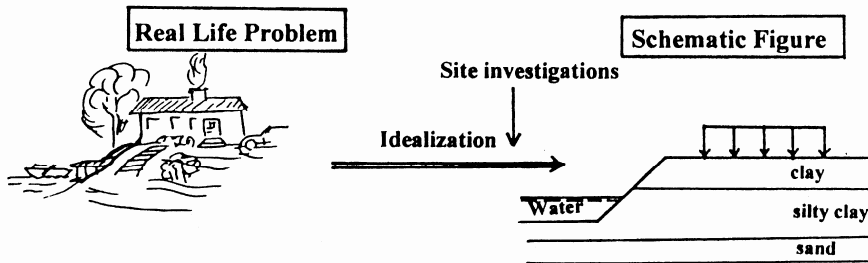 Real Life Problem
Schematic Figure
Site investigations
Idealization
clay
Water
silty clay
sand